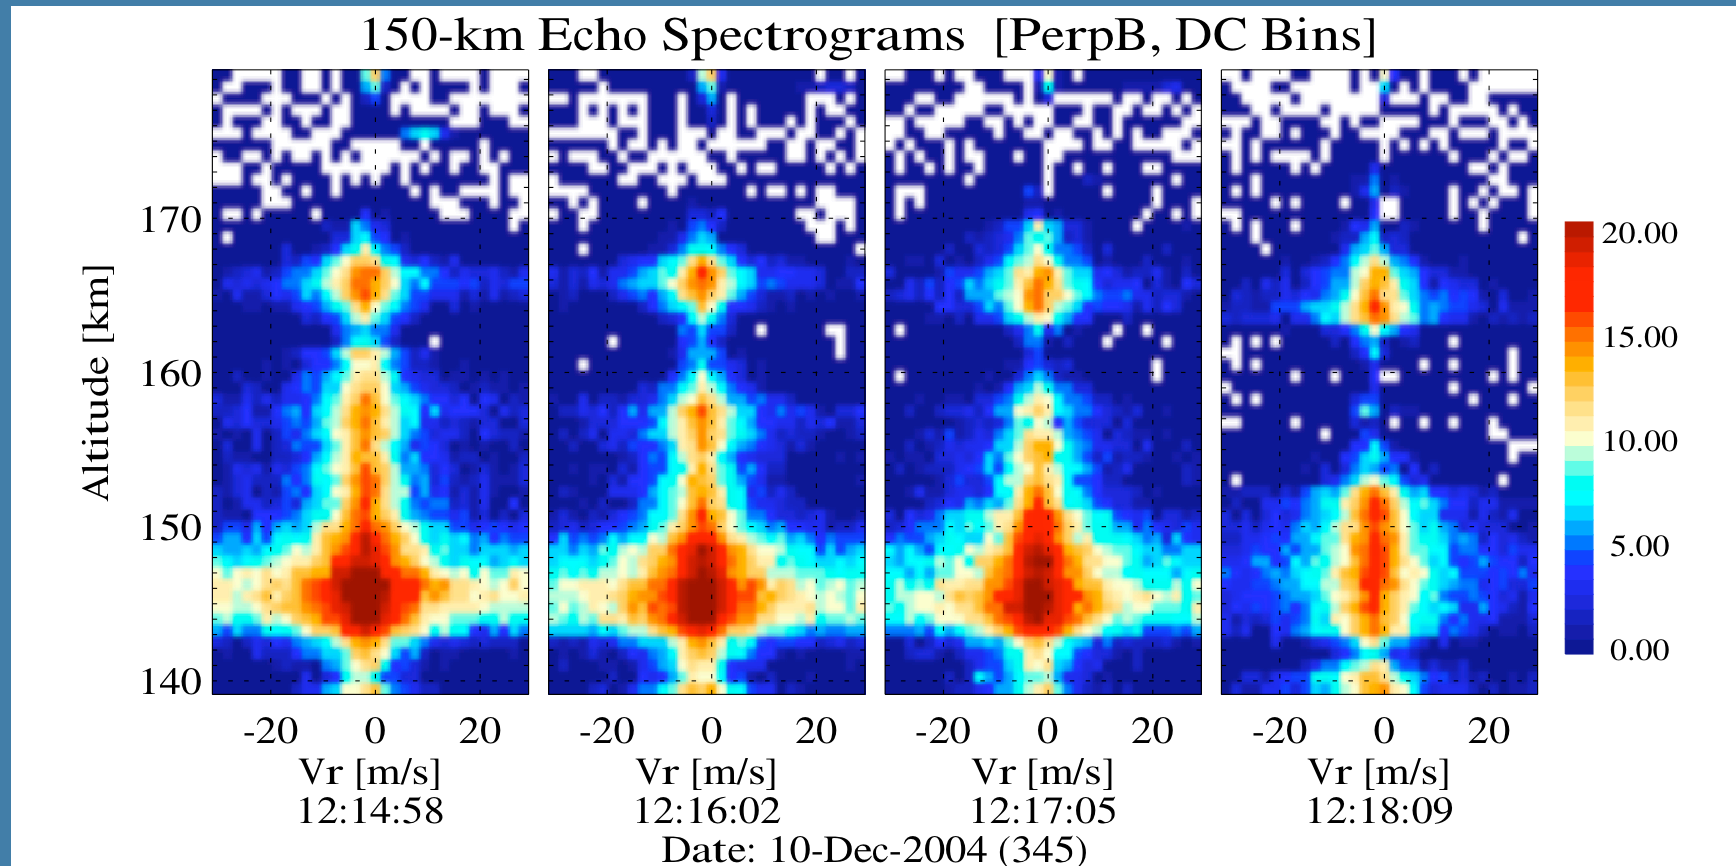 150-km Echo Spectrograms [PerpB, DC Bins]
Altitude [km]
170
160
150
140
20.00
15.00
10.00
5.00
0.00
-20 0 20 -20 0 20 -20 0 20 -20 0 20
Vr [m/s] Vr [m/s] Vr [m/s] Vr [m/s]
12:14:58 12:16:02 12:17:05 12:18:09
Date: 10-Dec-2004 (345)